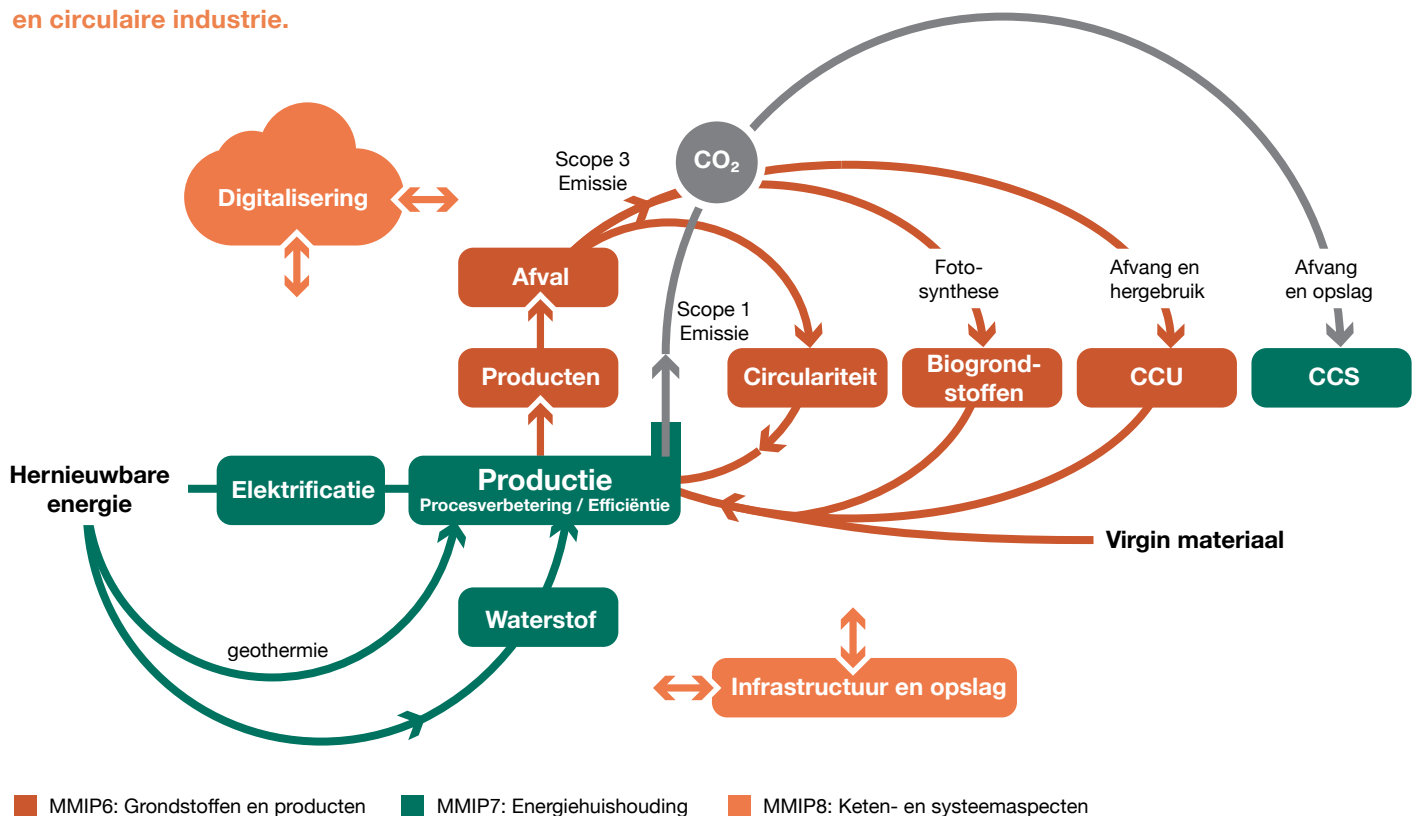 en circulaire industrie.
CO₂
Scope 3
Emissie
Digitalisering
Afval
Foto-
synthese
Afvang en
hergebruik
Afvang
en opslag
Scope 1
Emissie
Producten
Circulariteit
Biogrond-
stoffen
CCU
CCS
Hernieuwbare
energie
Elektrificatie
Productie
Procesverbetering / Efficiëntie
Virgin materiaal
Waterstof
geothermie
Infrastructuur en opslag
MMIP6: Grondstoffen en producten
MMIP7: Energiehuishouding
MMIP8: Keten- en systeemaspecten